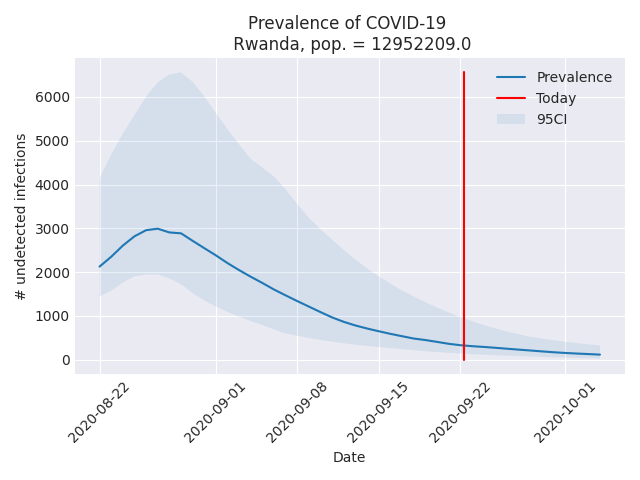 Prevalence of COVID-19
Rwanda, pop. = 12952209.0
Prevalence
Today
95CI
# undetected infections
6000
5000
4000
3000
2000
1000
0
2020-08-22
2020-09-01
2020-09-08
2020-09-15
2020-09-22
2020-10-01
Date